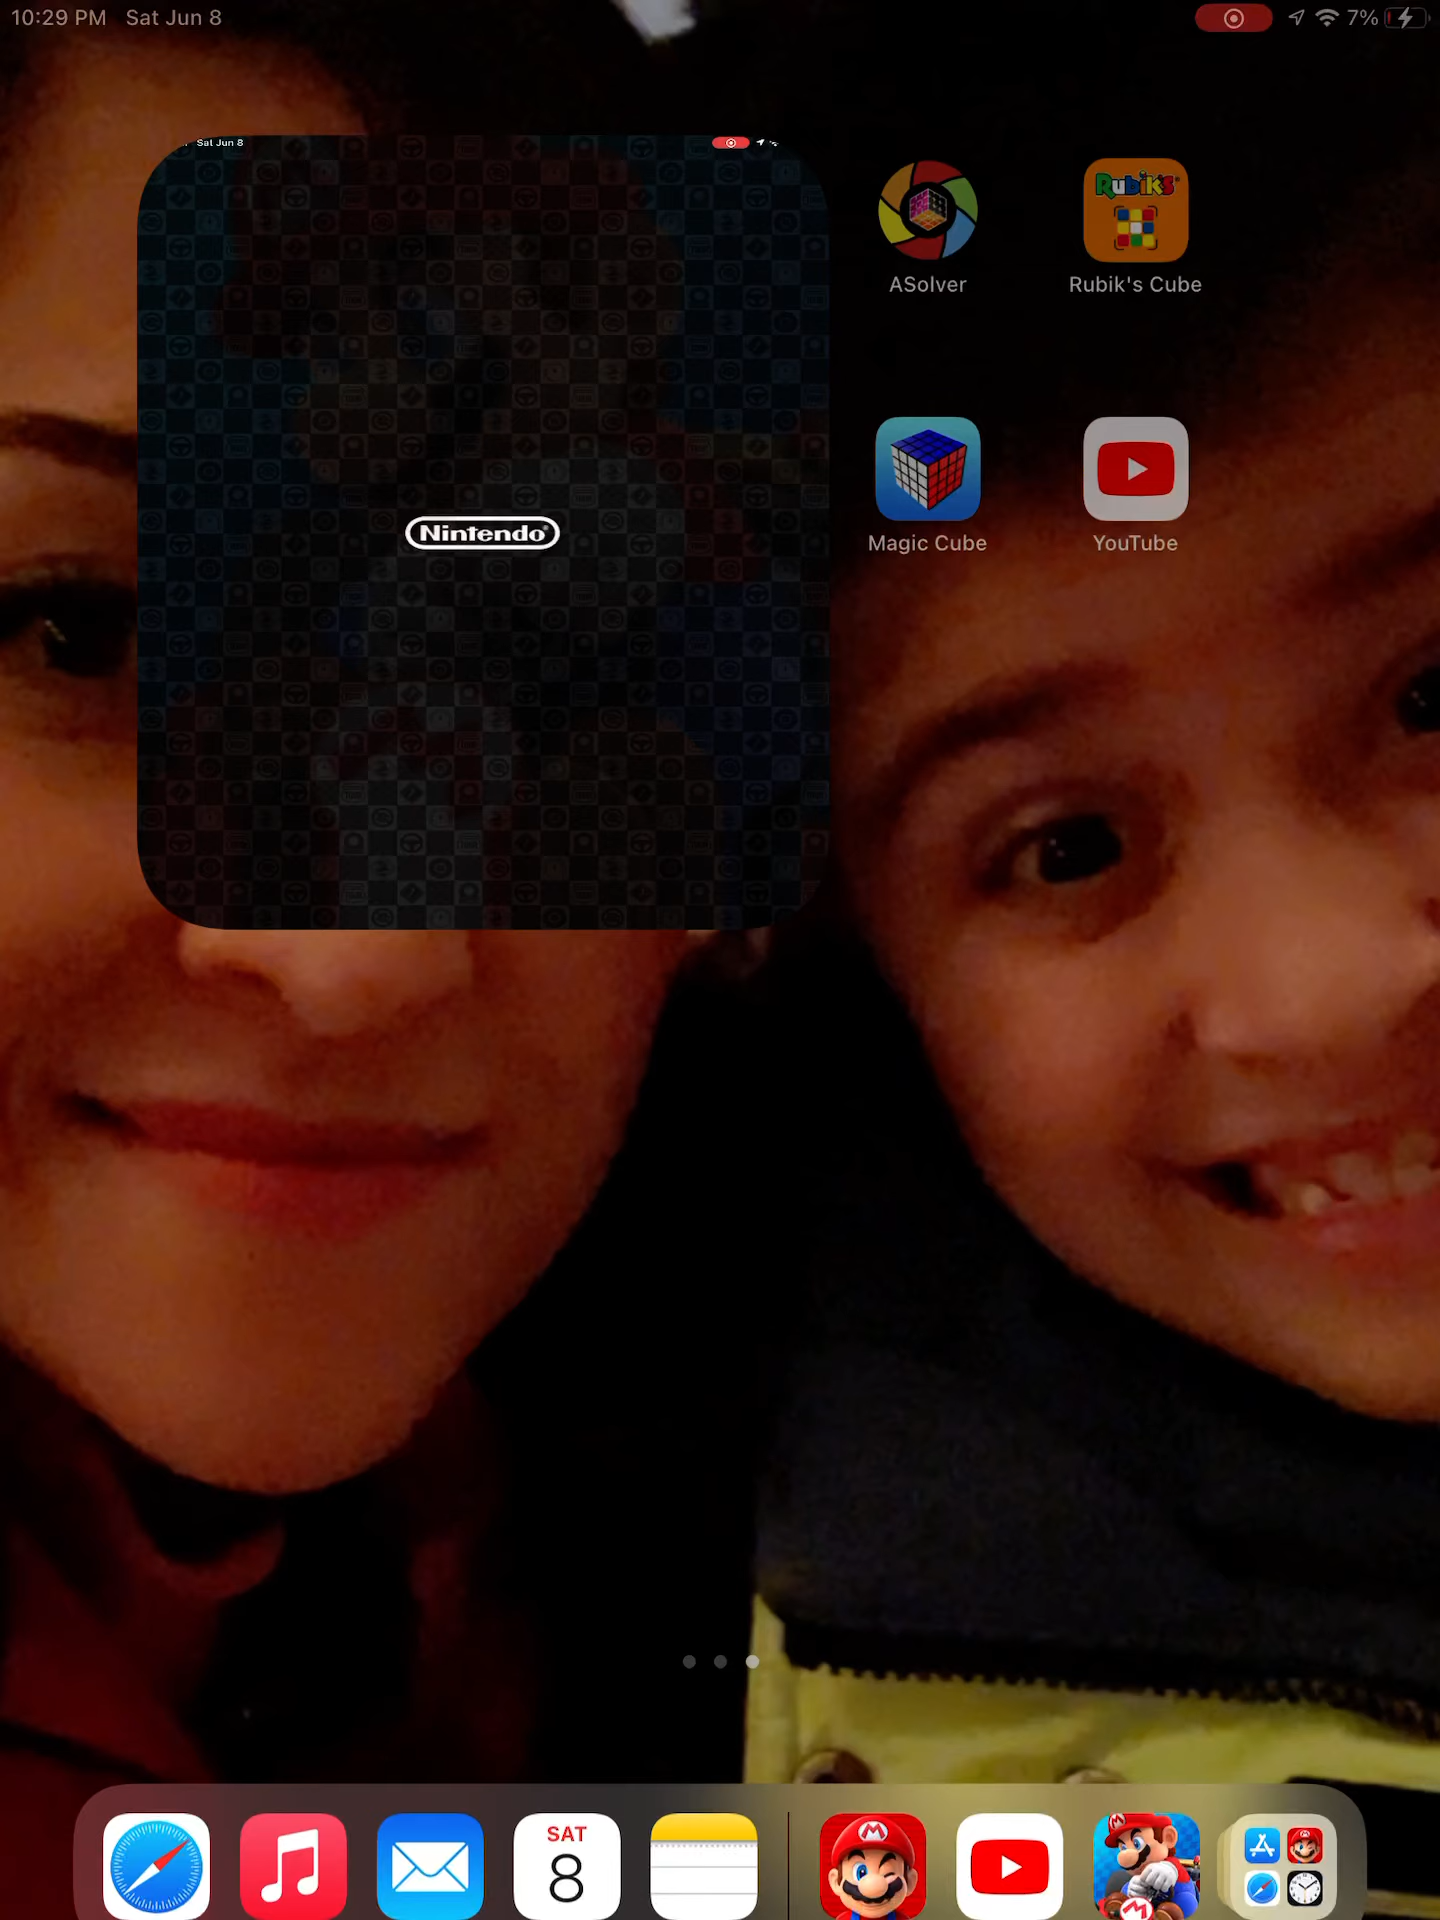 10:29 PM Sat Jun 8
7%
Sat Jun 8
Nintendo
ASolver
Rubik's
Rubik's Cube
Magic Cube
YouTube
SAT
8